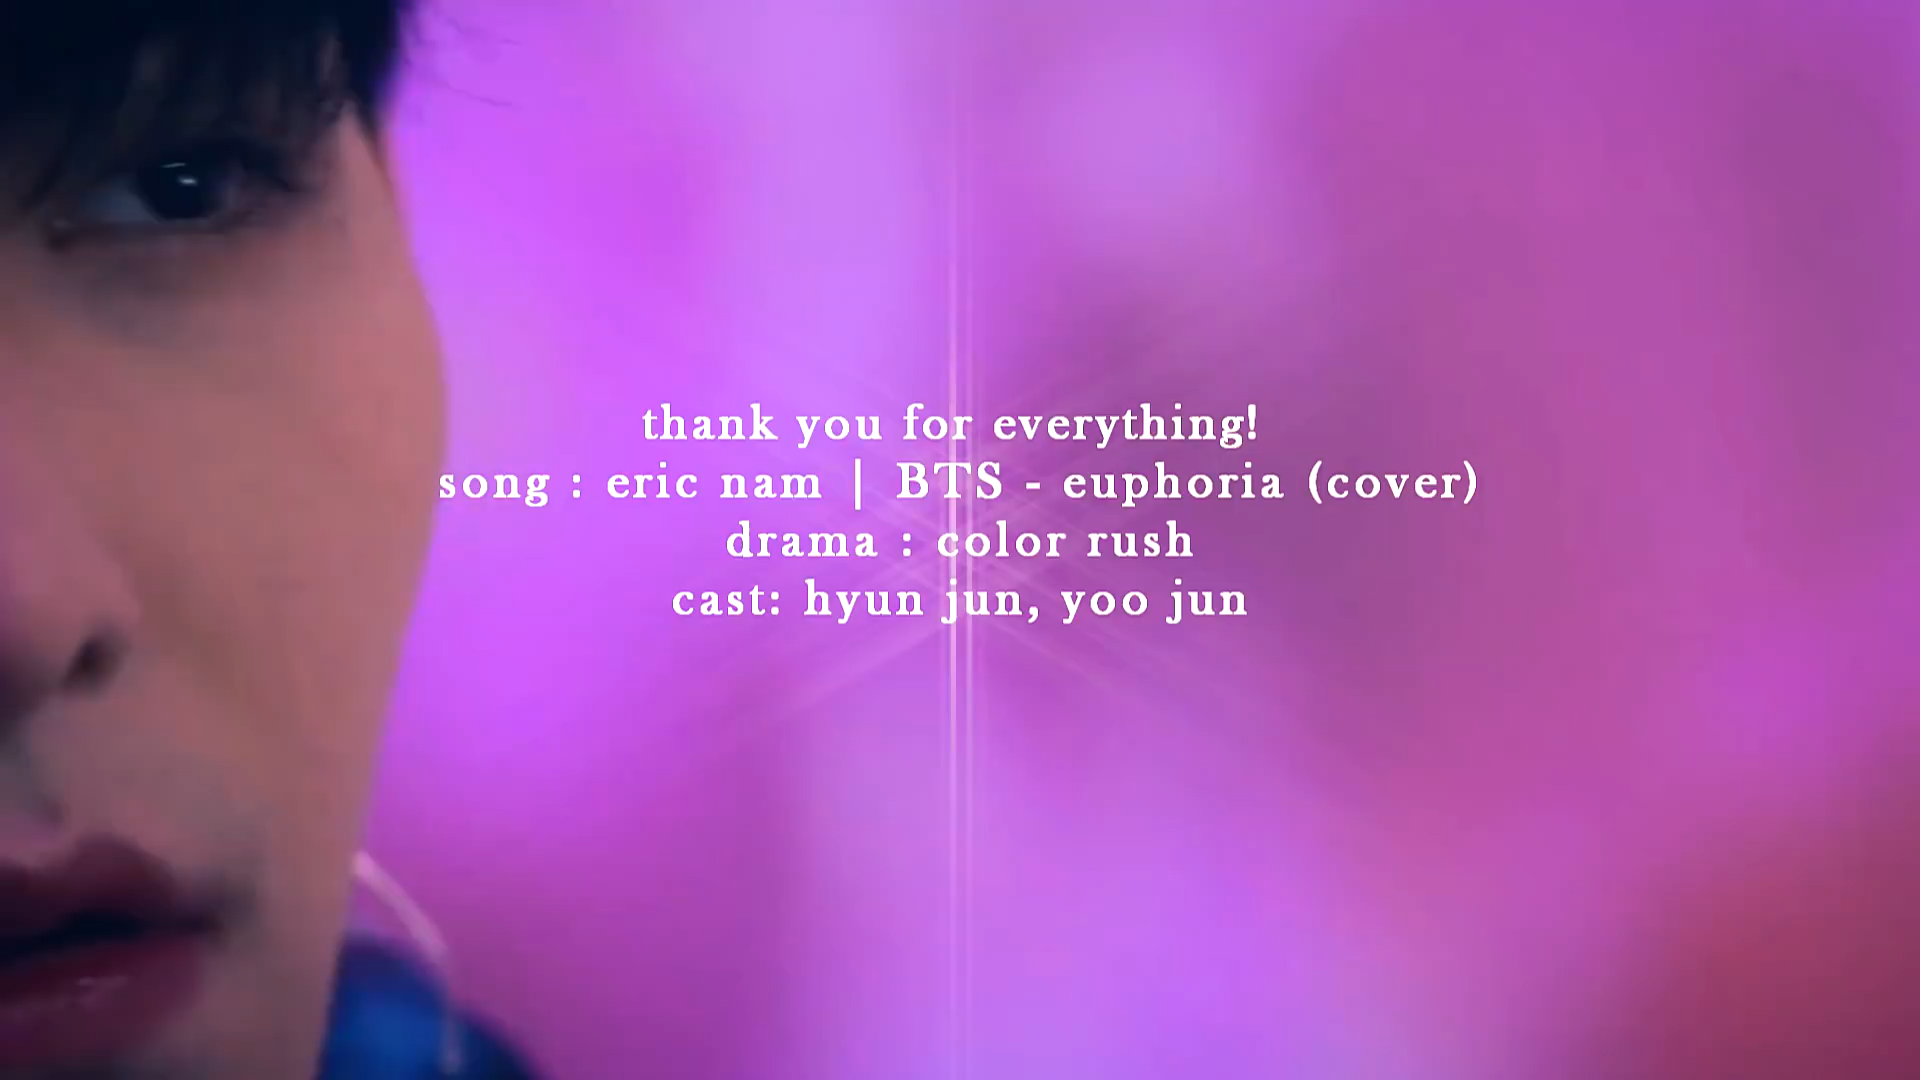 thank you for everything!
song : eric nam | BTS - euphoria (cover)
drama : color rush
cast: hyun jun, yoo jun